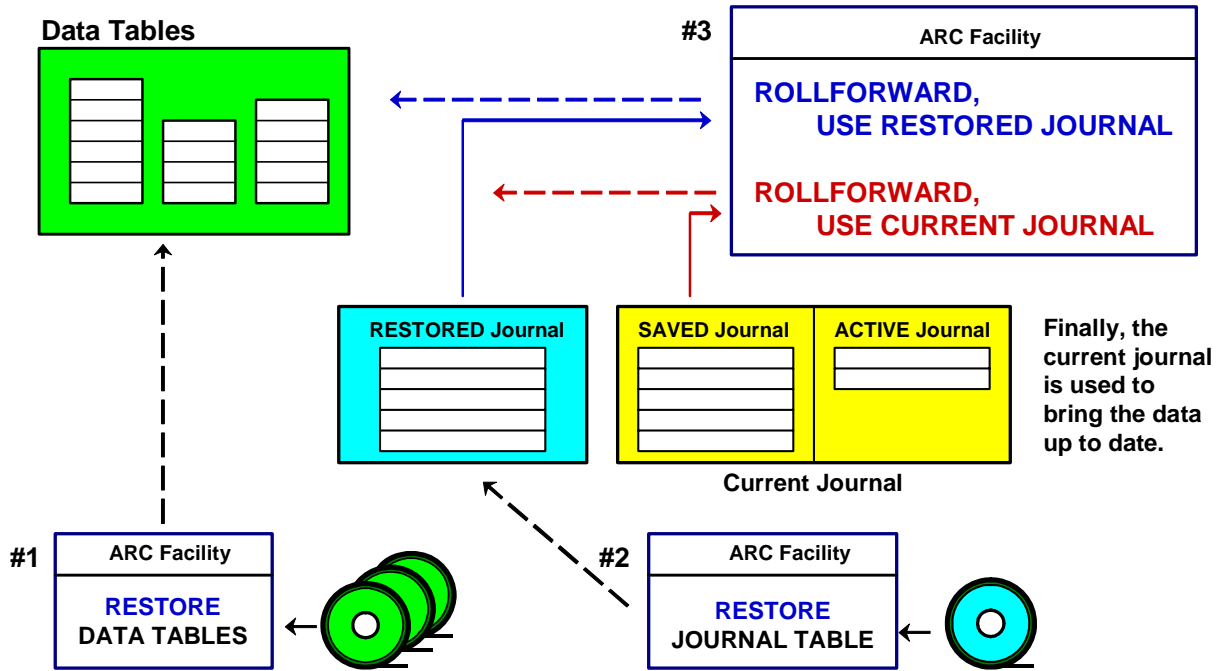 Data Tables
#3
ARC Facility
ROLLFORWARD,
USE RESTORED JOURNAL
ROLLFORWARD,
USE CURRENT JOURNAL
RESTORED Journal
SAVED Journal
ACTIVE Journal
Finally, the
current journal
is used to
bring the data
up to date.
Current Journal
#1
ARC Facility
RESTORE
DATA TABLES
#2
ARC Facility
RESTORE
JOURNAL TABLE